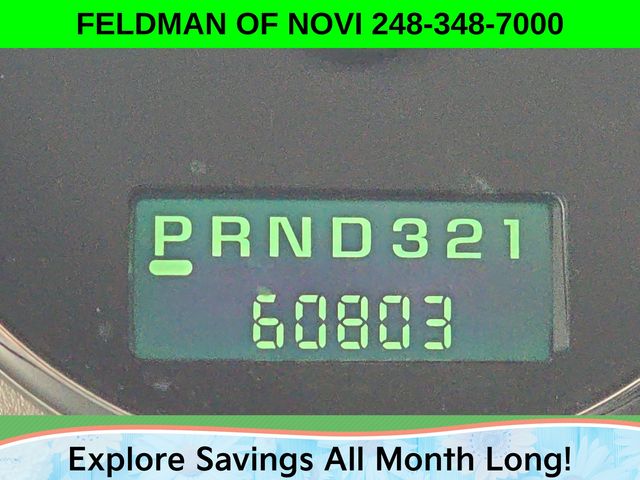 FELDMAN OF NOVI 248-348-7000
PRND321
60803
Explore Savings All Month Long!